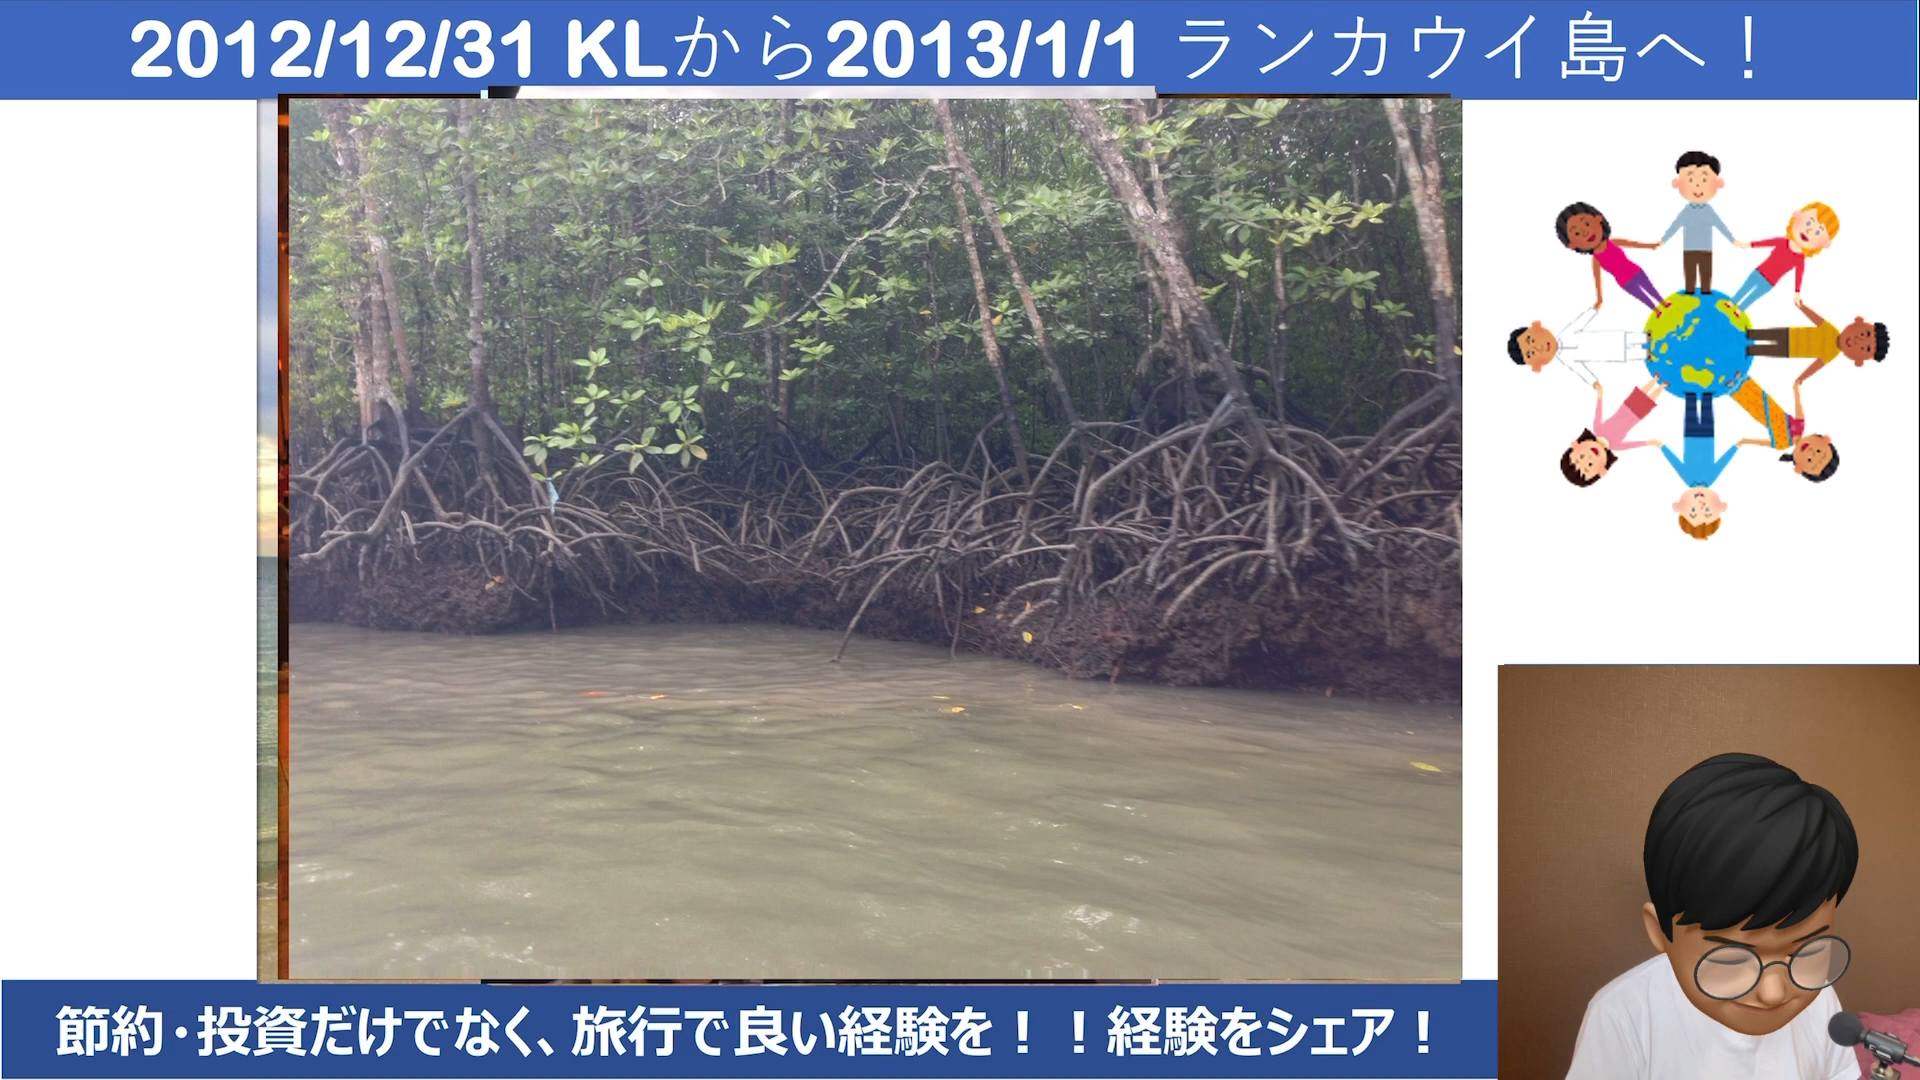 2012/12/31 KLから2013/1/1 ランカウイ島へ！
節約・投資だけでなく、旅行で良い経験を！！経験をシェア！